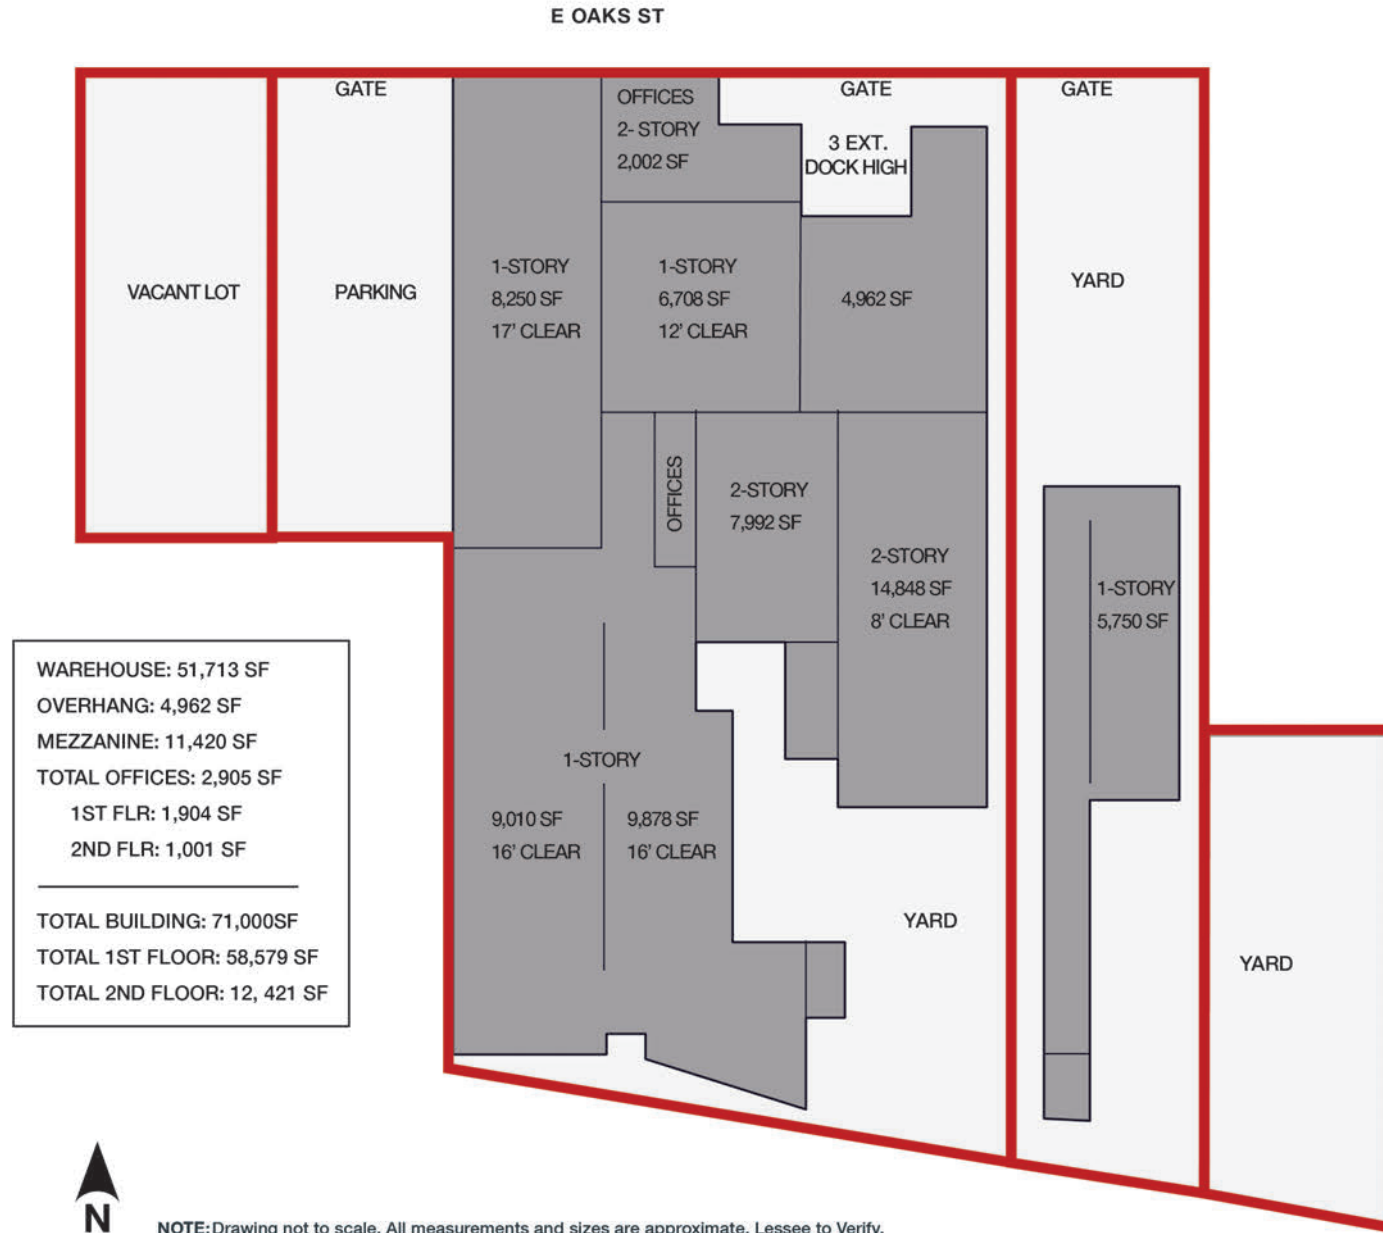 E OAKS ST
GATE
OFFICES
2- STORY
2,002 SF
GATE
3 EXT.
DOCK HIGH
GATE
VACANT LOT
PARKING
1-STORY
8,250 SF
17' CLEAR
1-STORY
6,708 SF
12' CLEAR
4,962 SF
YARD
OFFICES
2-STORY
7,992 SF
2-STORY
14,848 SF
8' CLEAR
1-STORY
5,750 SF
1-STORY
9,010 SF
16' CLEAR
9,878 SF
16' CLEAR
YARD
YARD
WAREHOUSE: 51,713 SF
OVERHANG: 4,962 SF
MEZZANINE: 11,420 SF
TOTAL OFFICES: 2,905 SF
1ST FLR: 1,904 SF
2ND FLR: 1,001 SF
TOTAL BUILDING: 71,000SF
TOTAL 1ST FLOOR: 58,579 SF
TOTAL 2ND FLOOR: 12, 421 SF
N
NOTE:Drawing not to scale. All measurements and sizes are approximate. Lessee to Verify.